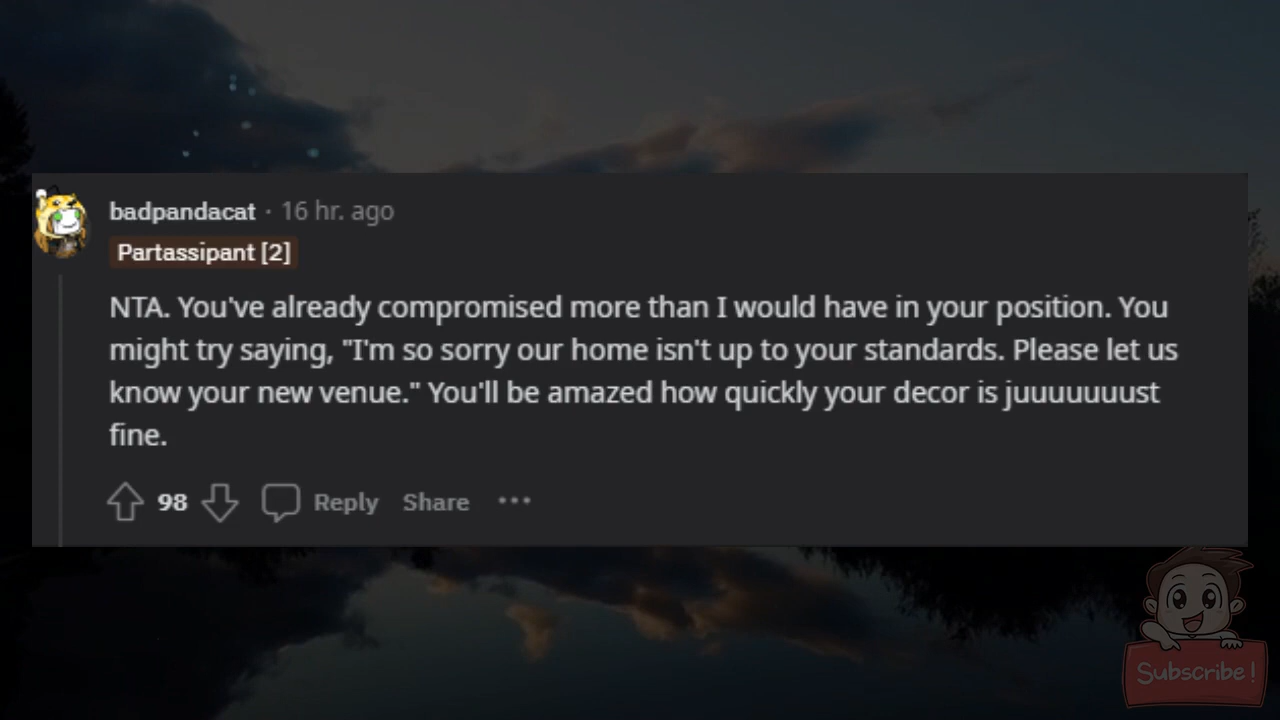 badpandacat · 16 hr. ago
Partassipant [2]
NTA. You've already compromised more than I would have in your position. You
might try saying, "I'm so sorry our home isn't up to your standards. Please let us
know your new venue." You'll be amazed how quickly your decor is juuuuuuust
fine.
98 Reply Share ···
Subscribe!